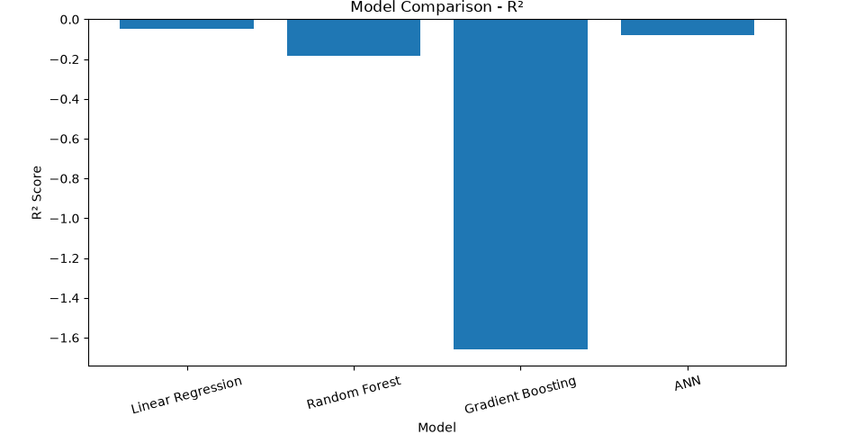 Model Comparison - R²
0.0
−0.2
−0.4
−0.6
−0.8
−1.0
−1.2
−1.4
−1.6
R² Score
Linear Regression
Random Forest
Gradient Boosting
ANN
Model